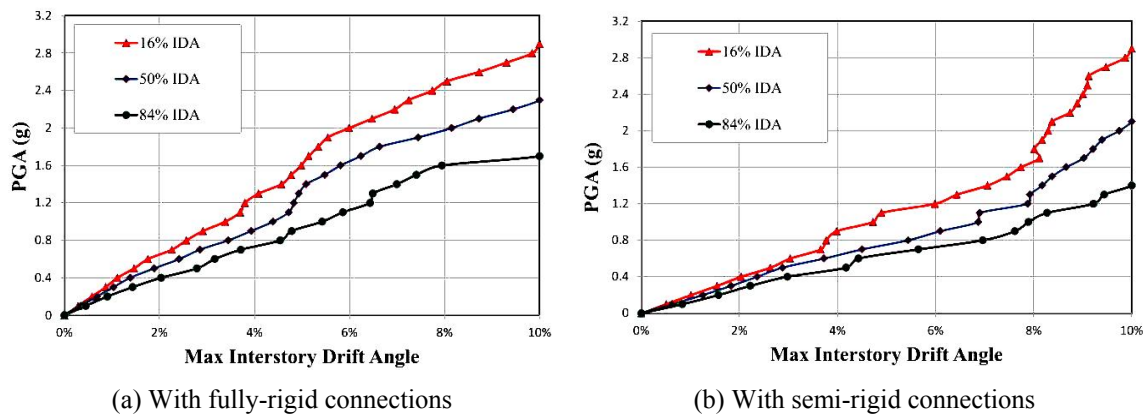 3.2
2.8
2.4
2
1.6
1.2
0.8
0.4
0
PGA (g)
16% IDA
50% IDA
84% IDA
0% 2% 4% 6% 8% 10%
Max Interstory Drift Angle
(a) With fully-rigid connections
3.2
2.8
2.4
2
1.6
1.2
0.8
0.4
0
PGA (g)
16% IDA
50% IDA
84% IDA
0% 2% 4% 6% 8% 10%
Max Interstory Drift Angle
(b) With semi-rigid connections